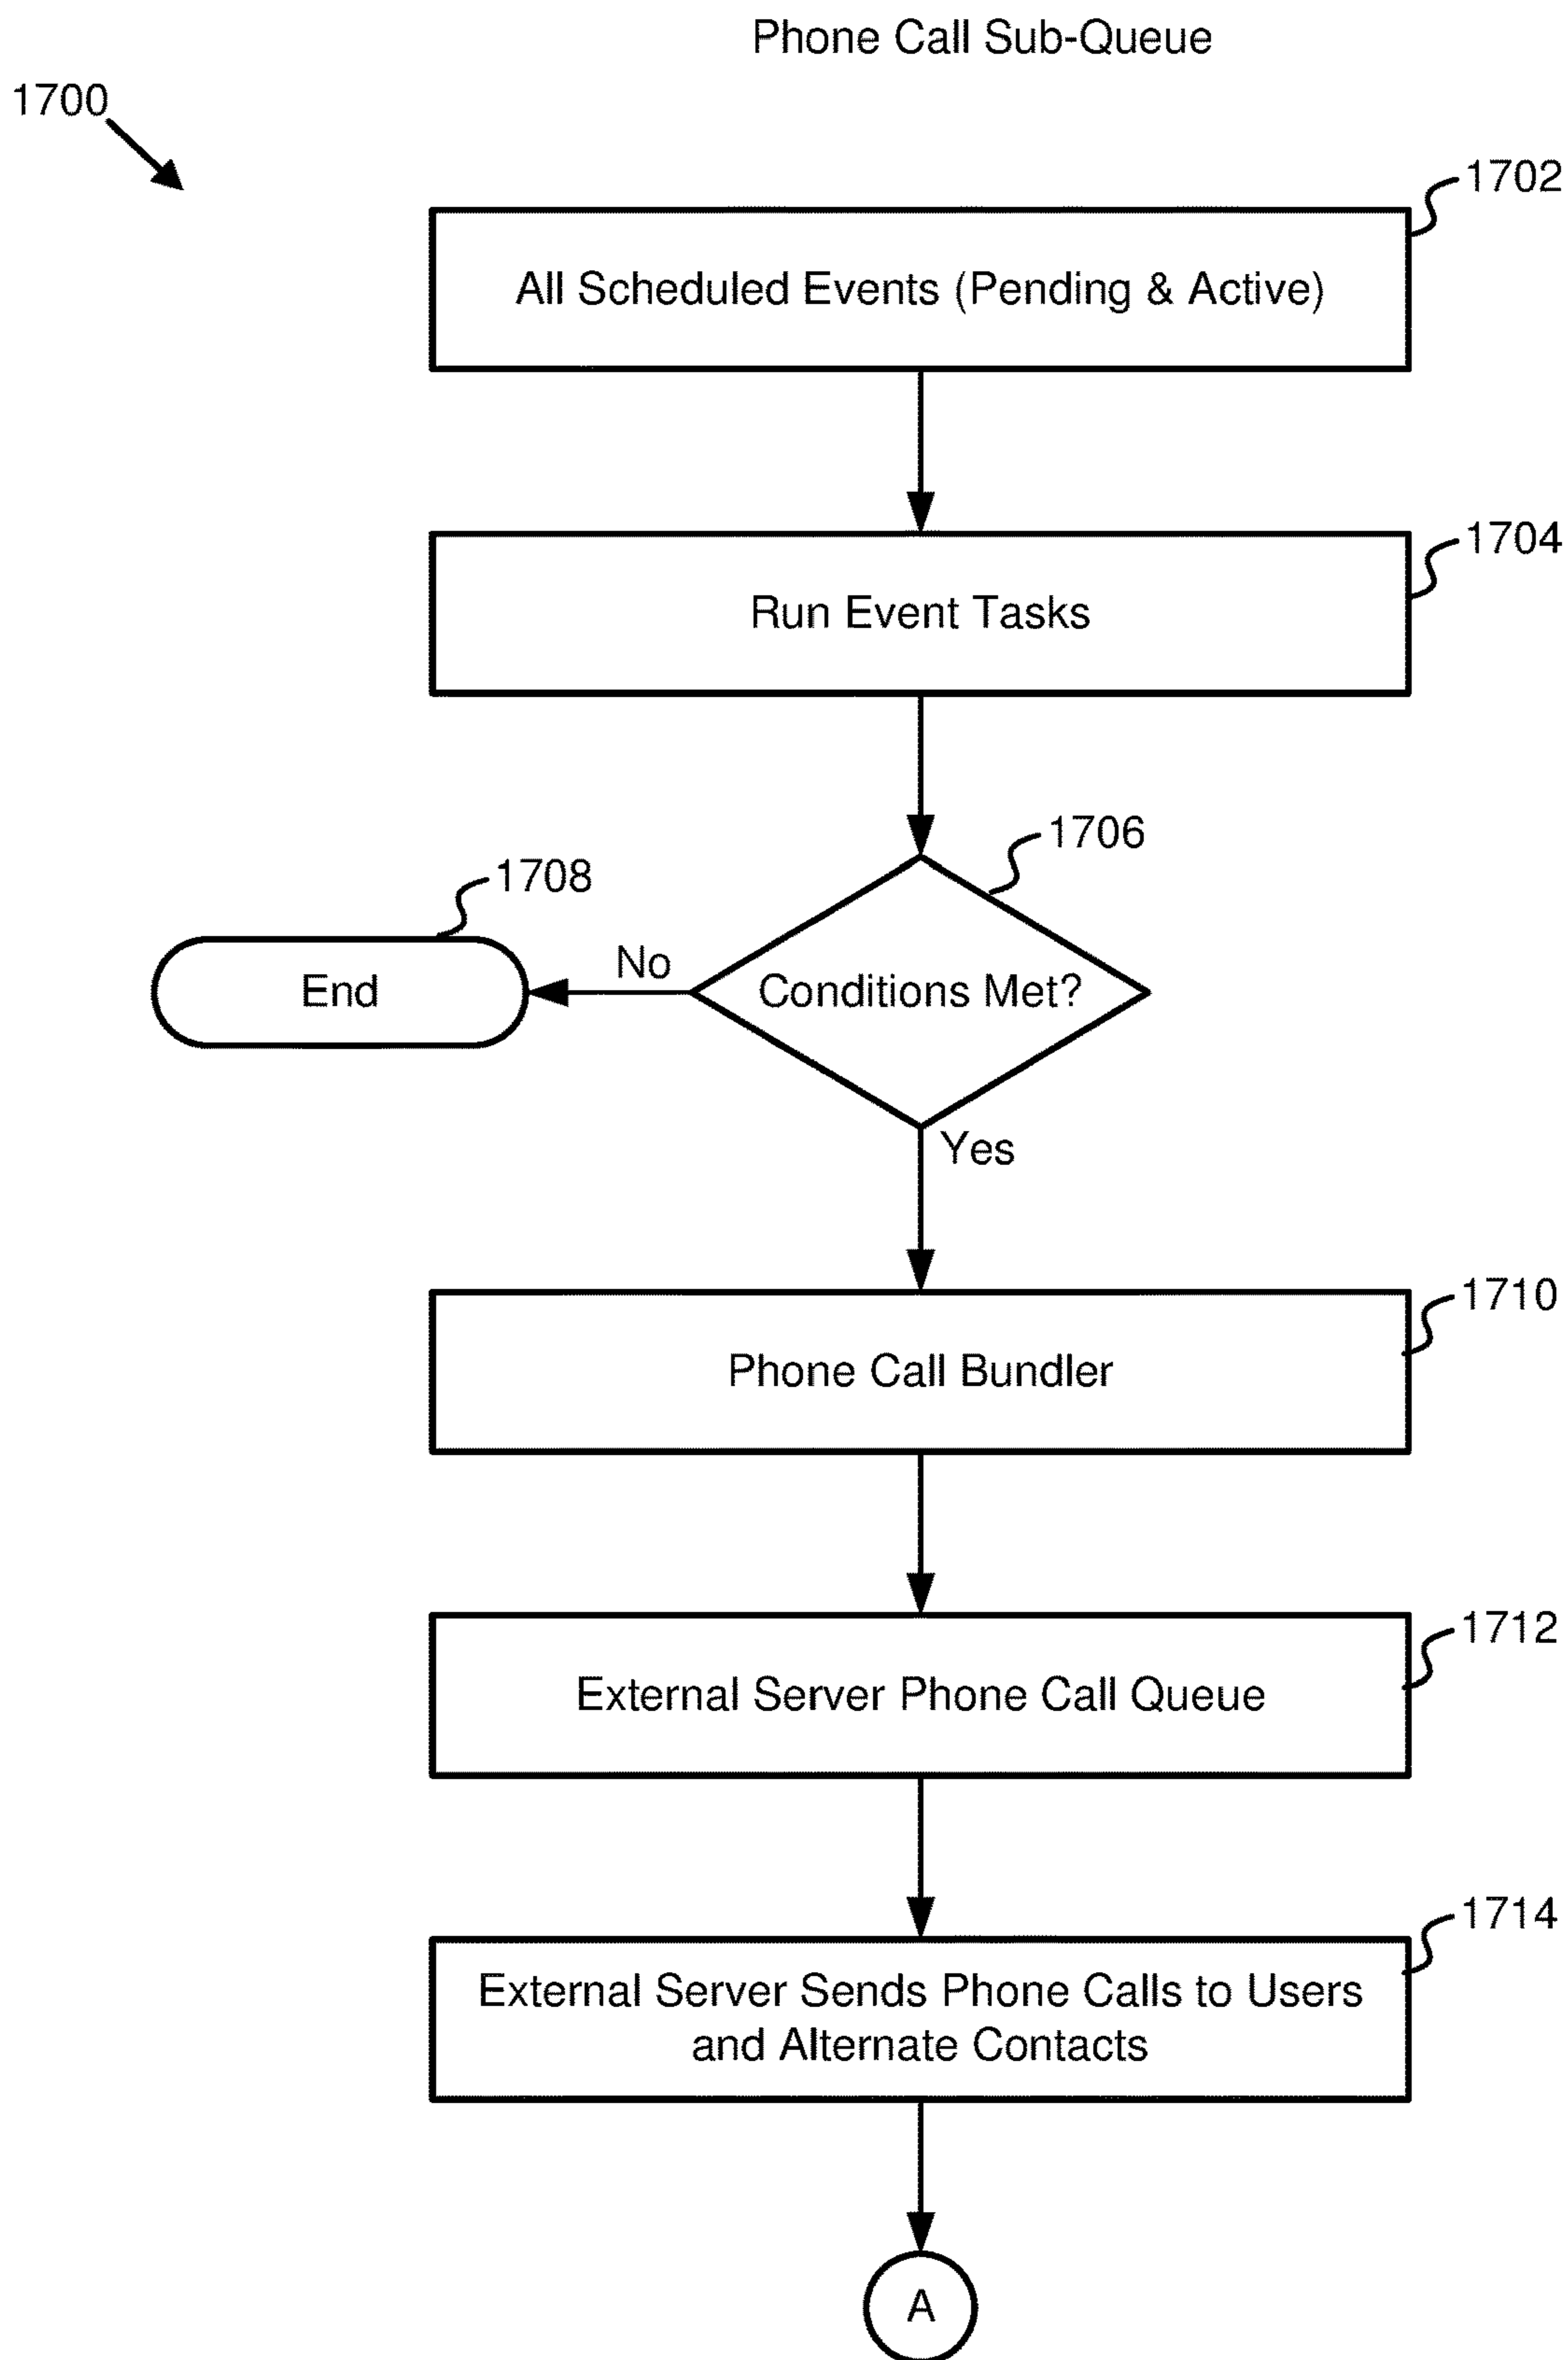 Phone Call Sub-Queue
1700
1702
All Scheduled Events (Pending & Active)
1704
Run Event Tasks
1706
1708
No
End
Conditions Met?
Yes
1710
Phone Call Bundler
1712
External Server Phone Call Queue
1714
External Server Sends Phone Calls to Users
and Alternate Contacts
A